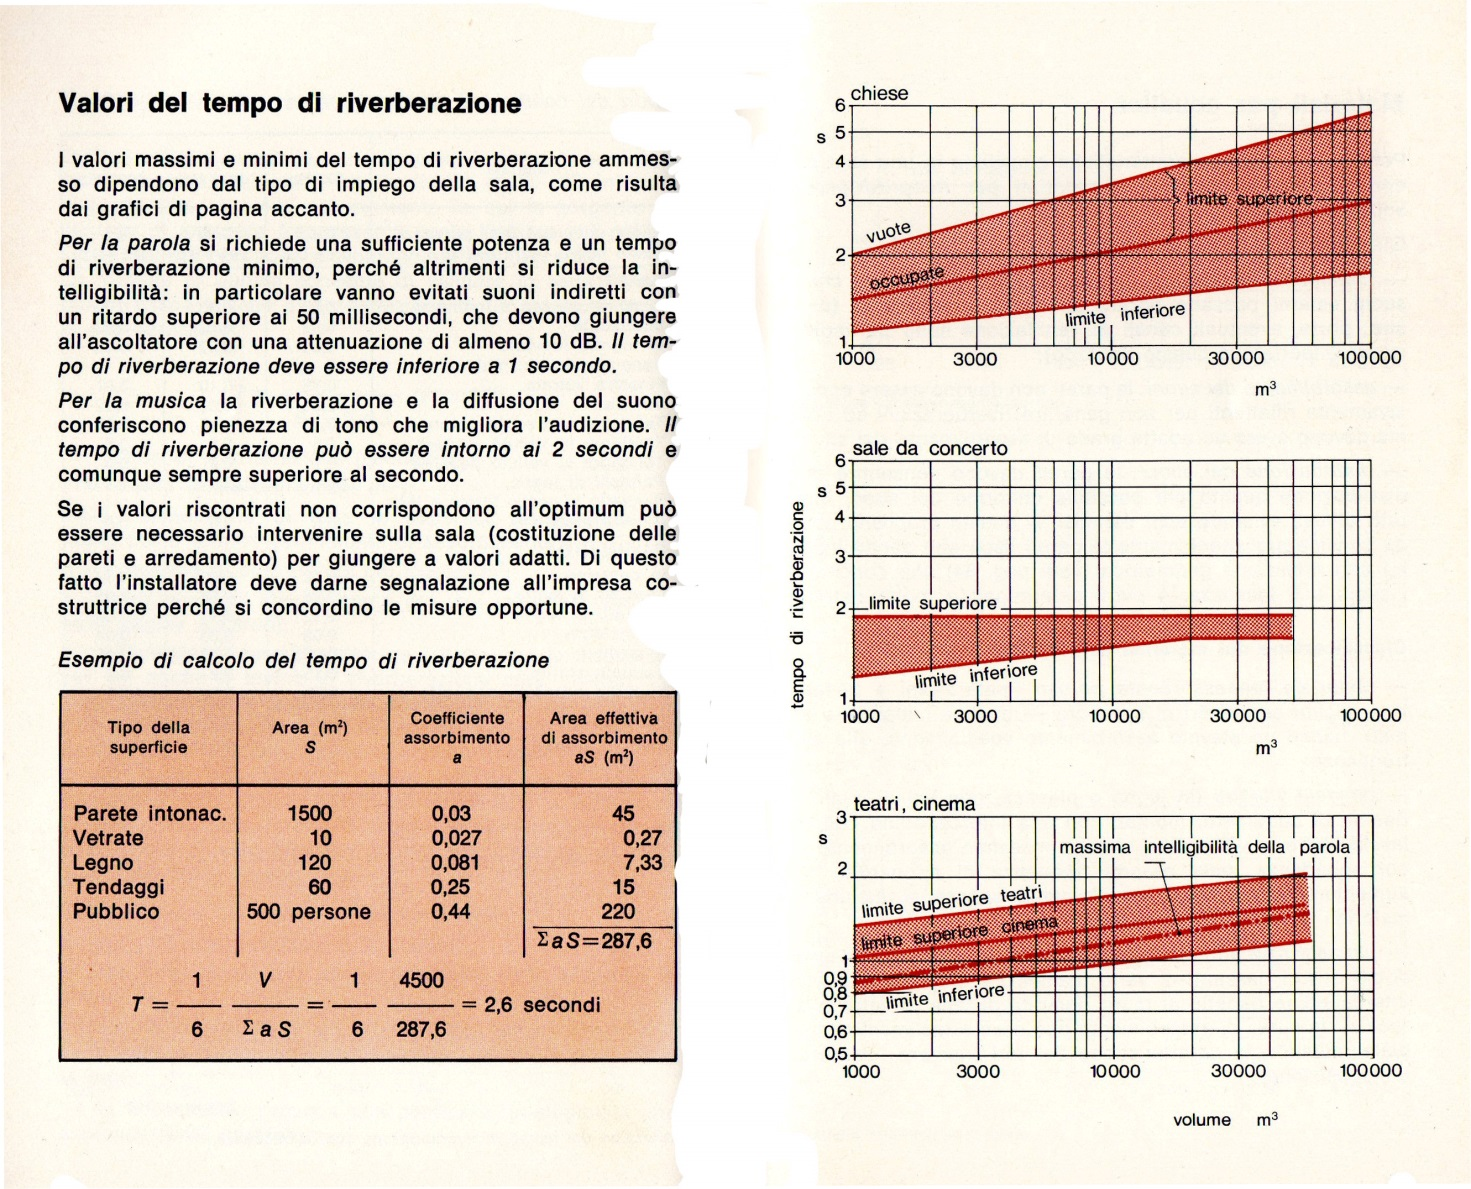 Valori del tempo di riverberazione
I valori massimi e minimi del tempo di riverberazione ammes-
so dipendono dal tipo di impiego della sala, come risulta
dai grafici di pagina accanto.
Per la parola si richiede una sufficiente potenza e un tempo
di riverberazione minimo, perché altrimenti si riduce la in-
telligibilità: in particolare vanno evitati suoni indiretti con
un ritardo superiore ai 50 millisecondi, che devono giungere
all'ascoltatore con una attenuazione di almeno 10 dB. Il tem-
po di riverberazione deve essere inferiore a 1 secondo.
Per la musica la riverberazione e la diffusione del suono
conferiscono pienezza di tono che migliora l'audizione. Il
tempo di riverberazione può essere intorno ai 2 secondi e
comunque sempre superiore al secondo.
Se i valori riscontrati non corrispondono all'optimum può
essere necessario intervenire sulla sala (costituzione delle
pareti e arredamento) per giungere a valori adatti. Di questo
fatto l'installatore deve darne segnalazione all'impresa co-
struttrice perché si concordino le misure opportune.
Esempio di calcolo del tempo di riverberazione
Tipo della superficie | Area (m²) S | Coefficiente assorbimento a | Area effettiva di assorbimento aS (m²)
Parete intonac. 1500 0,03 45
Vetrate 10 0,027 0,27
Legno 120 0,081 7,33
Tendaggi 60 0,25 15
Pubblico 500 persone 0,44 220
ΣaS=287,6
1 V 1 4500
T = — — = — — = 2,6 secondi
6 ΣaS 6 287,6
chiese
6
s 5
4
3
2
1
vuote
occupate
limite superiore
limite inferiore
1000 3000 10000 30000 100000
m³
tempo di riverberazione
sale da concerto
6
s 5
4
3
2
1
limite superiore
limite inferiore
1000 3000 10000 30000 100000
m³
teatri, cinema
3
s
2
1
0,9
0,8
0,7
0,6
0,5
massima intelligibilità della parola
limite superiore teatri
limite superiore cinema
limite inferiore
1000 3000 10000 30000 100000
volume m³